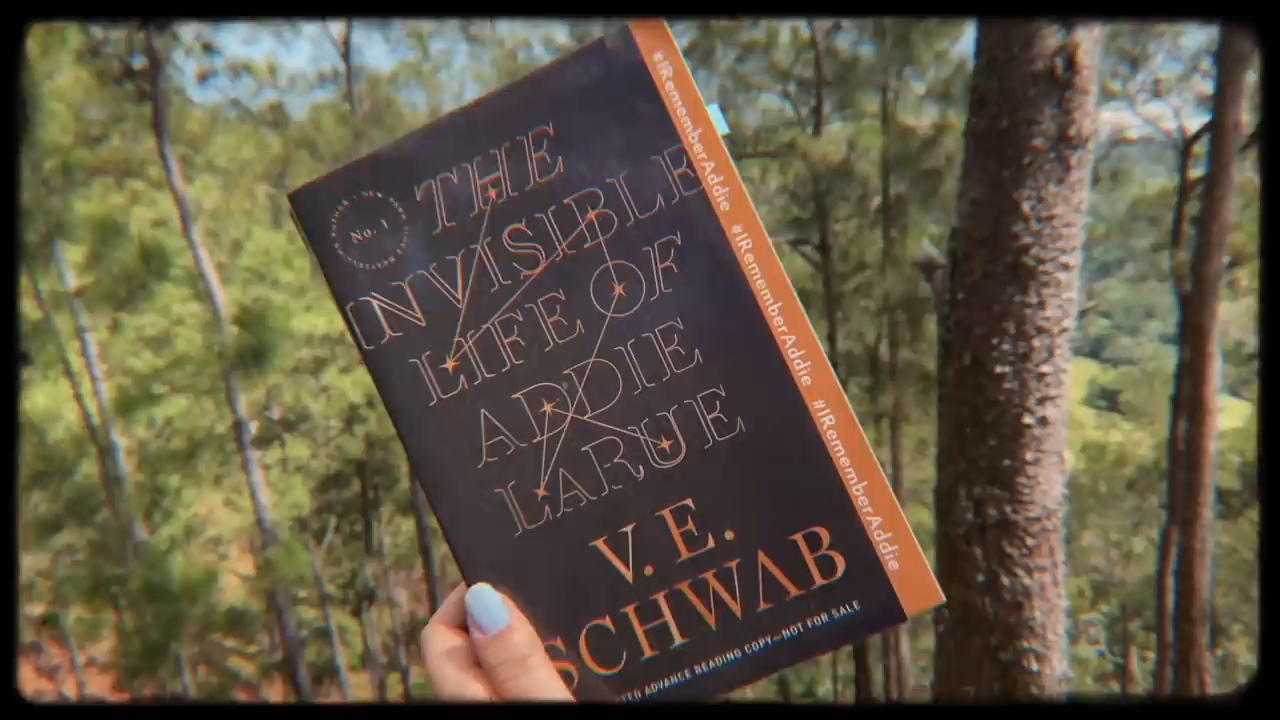 No. 1
THE
INVISIBLE
LIFE OF
ADDIE
LARUE
V. E.
SCHWAB
ADVANCE READING COPY—NOT FOR SALE
#IRememberAddie #IRememberAddie #IRememberAddie